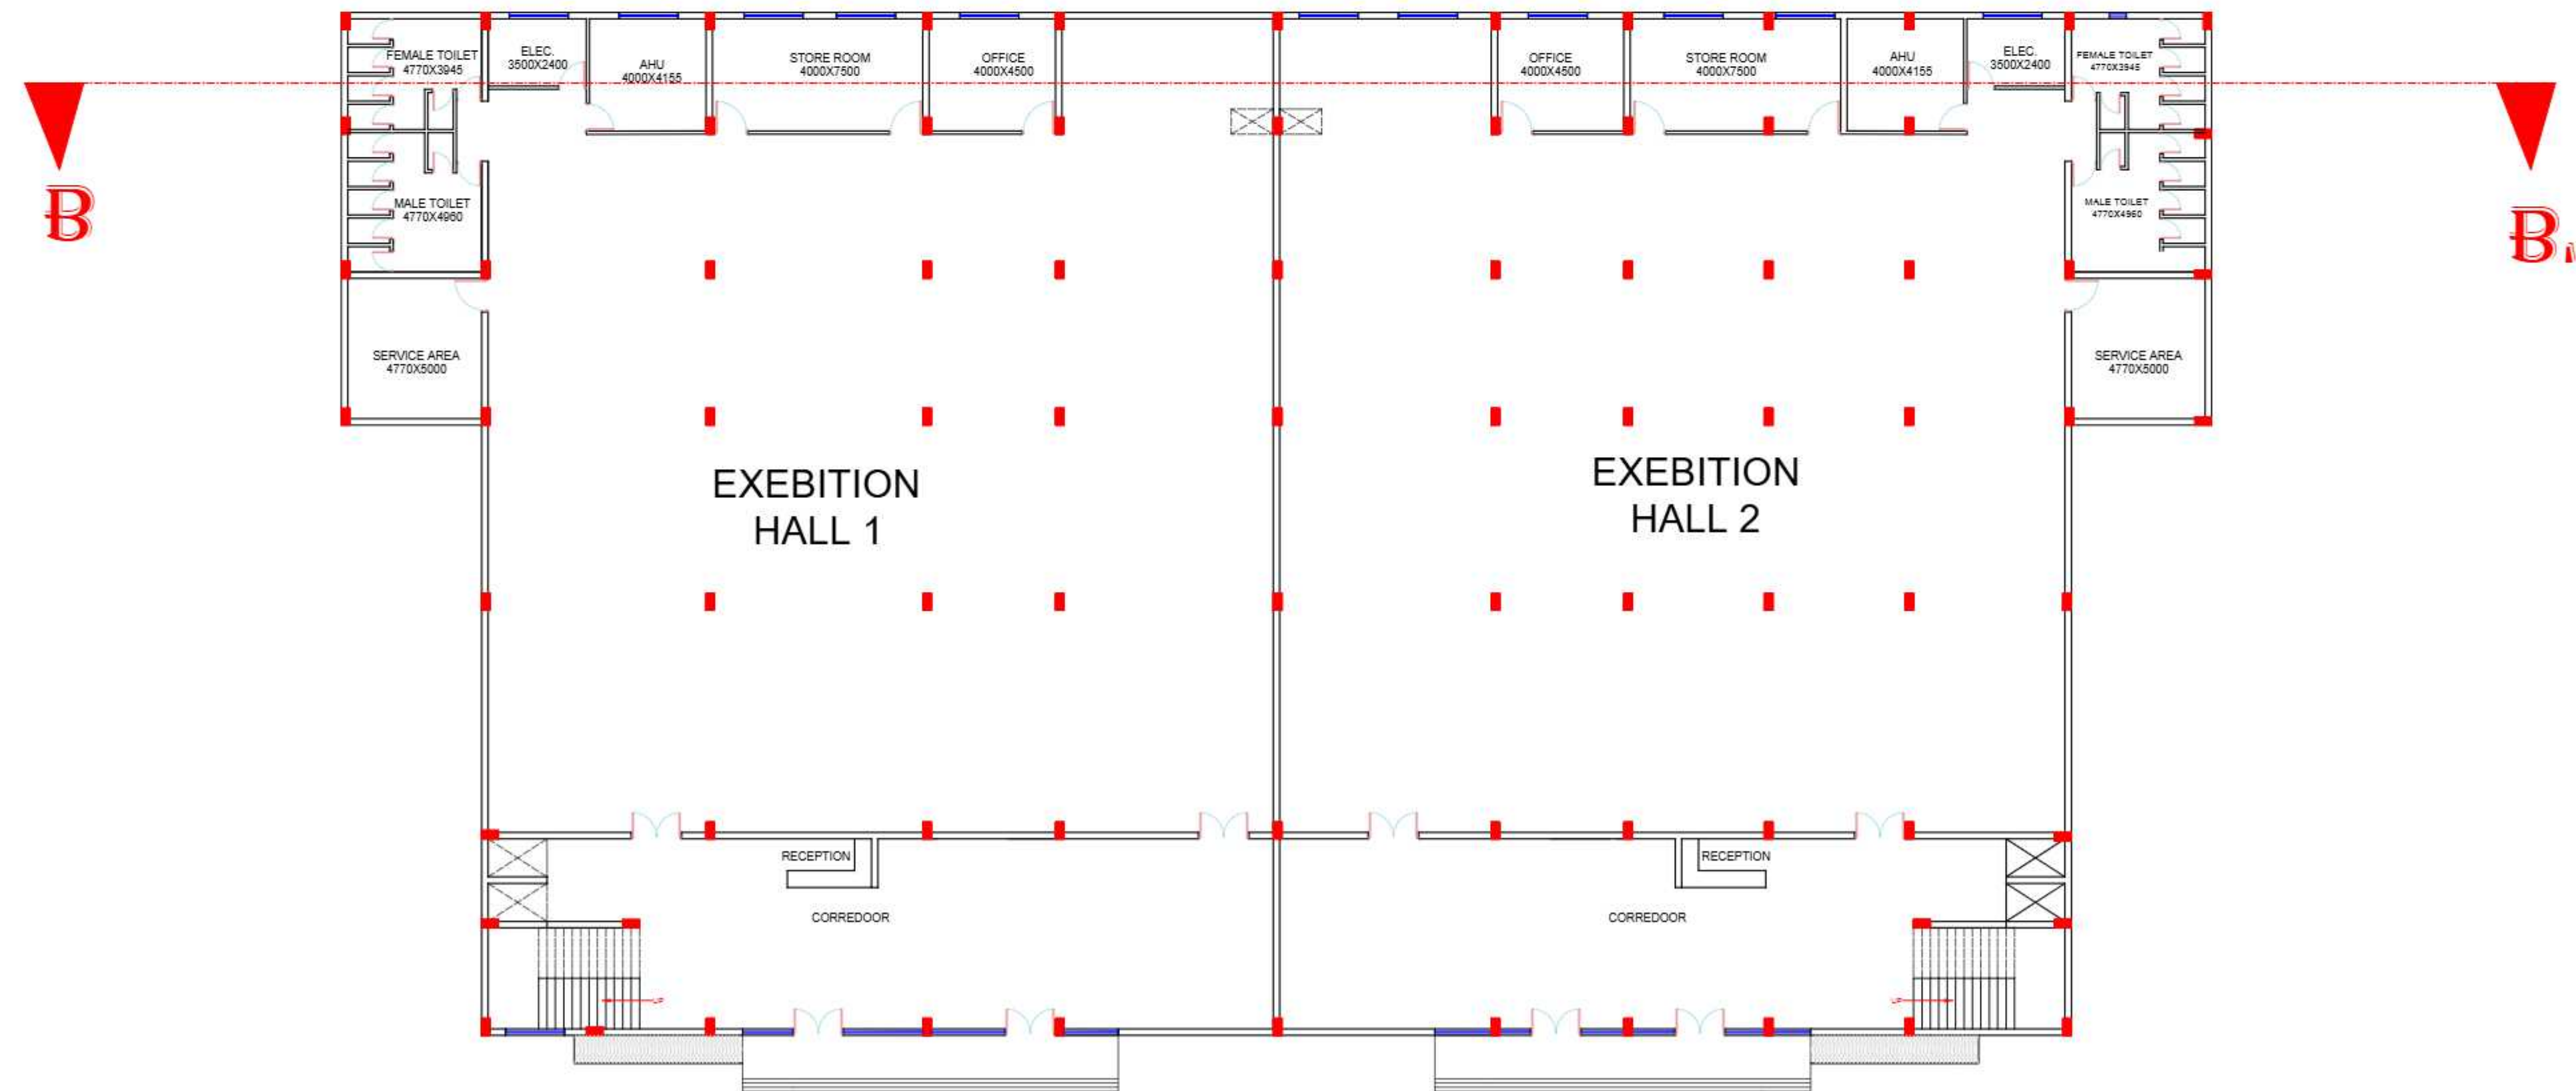 FEMALE TOILET
4770X3945
ELEC.
3500X2400
AHU
4000X4155
STORE ROOM
4000X7500
OFFICE
4000X4500
OFFICE
4000X4500
STORE ROOM
4000X7500
AHU
4000X4155
ELEC.
3500X2400
FEMALE TOILET
4770X3945
B
B
MALE TOILET
4770X4960
MALE TOILET
4770X4960
SERVICE AREA
4770X5000
SERVICE AREA
4770X5000
EXEBITION
HALL 1
EXEBITION
HALL 2
RECEPTION
RECEPTION
CORREDOOR
CORREDOOR
UP
UP